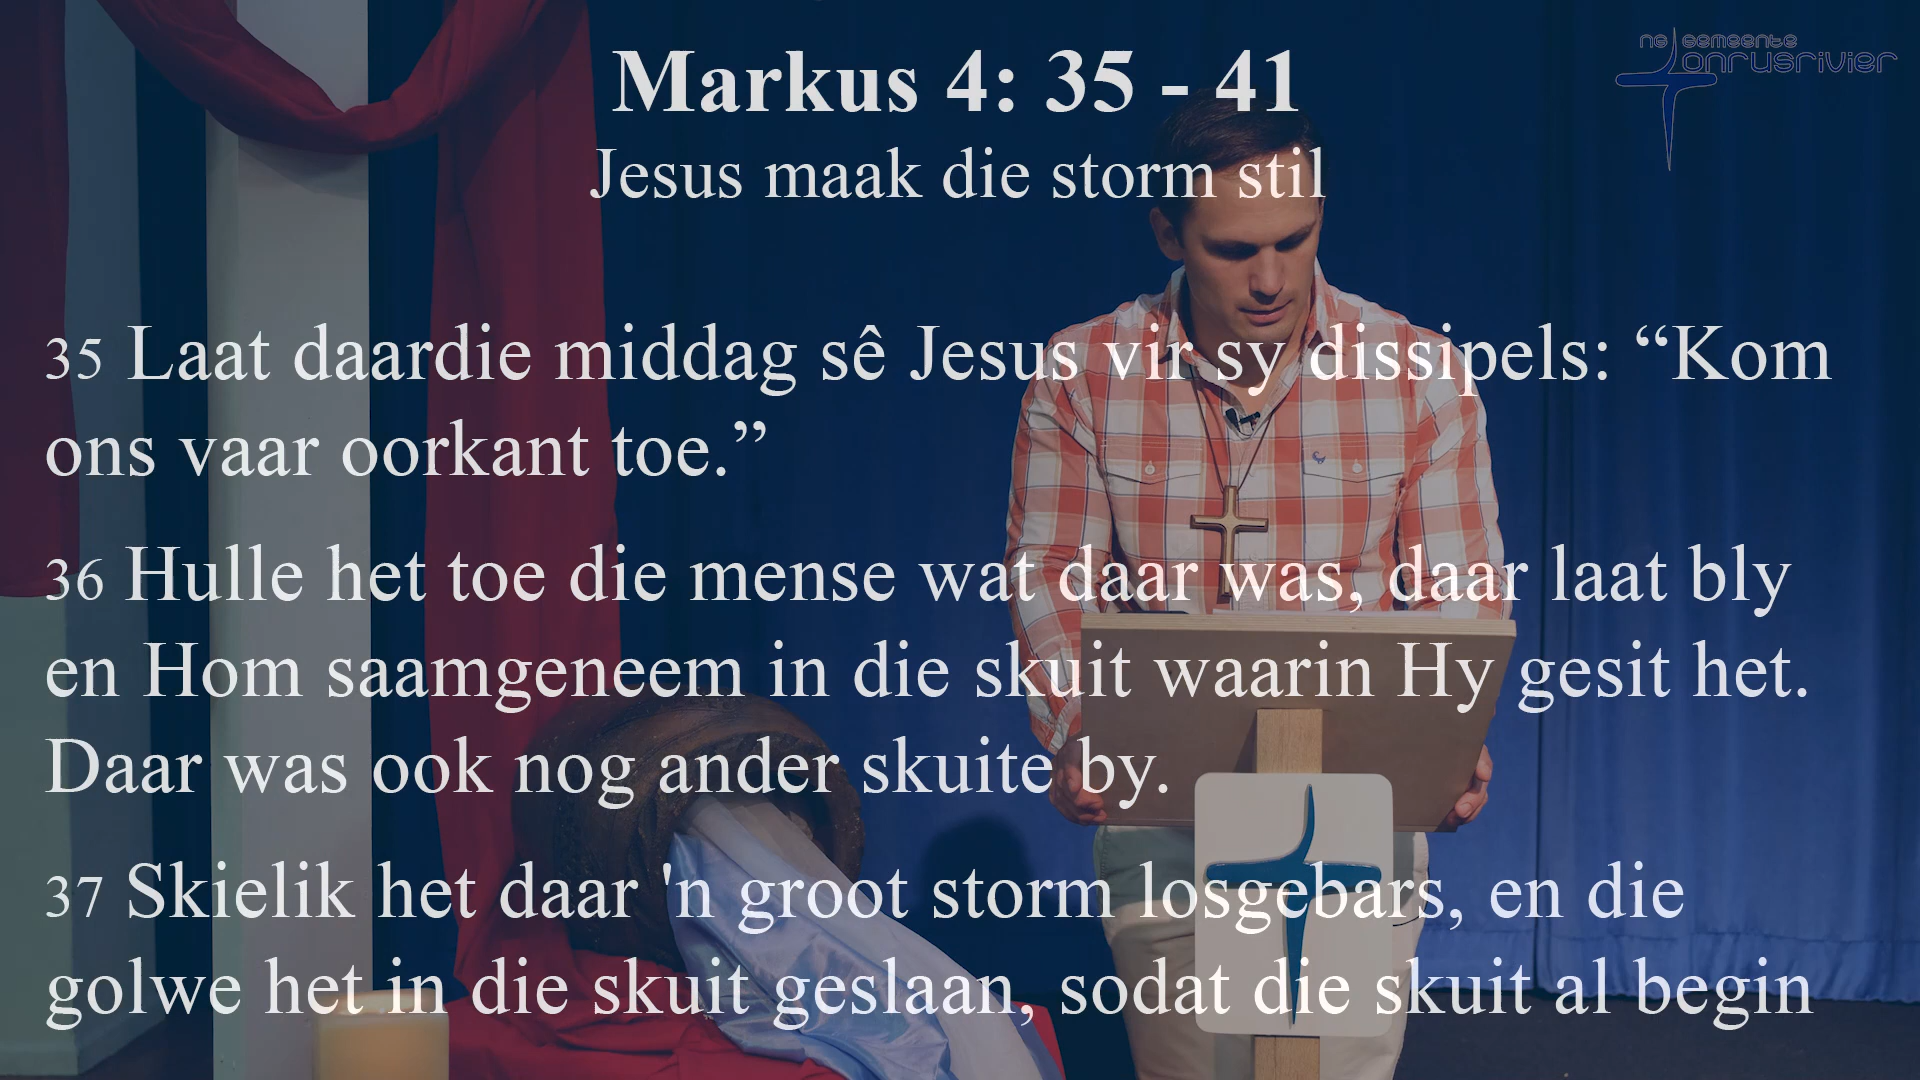 NG Gemeente
Onrusrivier
Markus 4: 35 - 41
Jesus maak die storm stil
35 Laat daardie middag sê Jesus vir sy dissipels: “Kom
ons vaar oorkant toe.”
36 Hulle het toe die mense wat daar was, daar laat bly
en Hom saamgeneem in die skuit waarin Hy gesit het.
Daar was ook nog ander skuite by.
37 Skielik het daar 'n groot storm losgebars, en die
golwe het in die skuit geslaan, sodat die skuit al begin